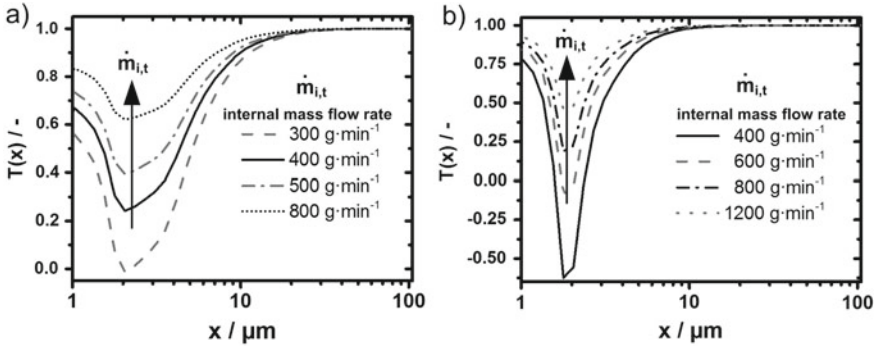 a)
1.0
0.8
0.6
0.4
0.2
0.0
T(x) / -
ṁi,t
ṁi,t
internal mass flow rate
300 g·min⁻¹
400 g·min⁻¹
500 g·min⁻¹
800 g·min⁻¹
1
10
100
x / µm
b)
1.00
0.75
0.50
0.25
0.00
-0.25
-0.50
T(x) / -
ṁi,t
ṁi,t
internal mass flow rate
400 g·min⁻¹
600 g·min⁻¹
800 g·min⁻¹
1200 g·min⁻¹
1
10
100
x / µm